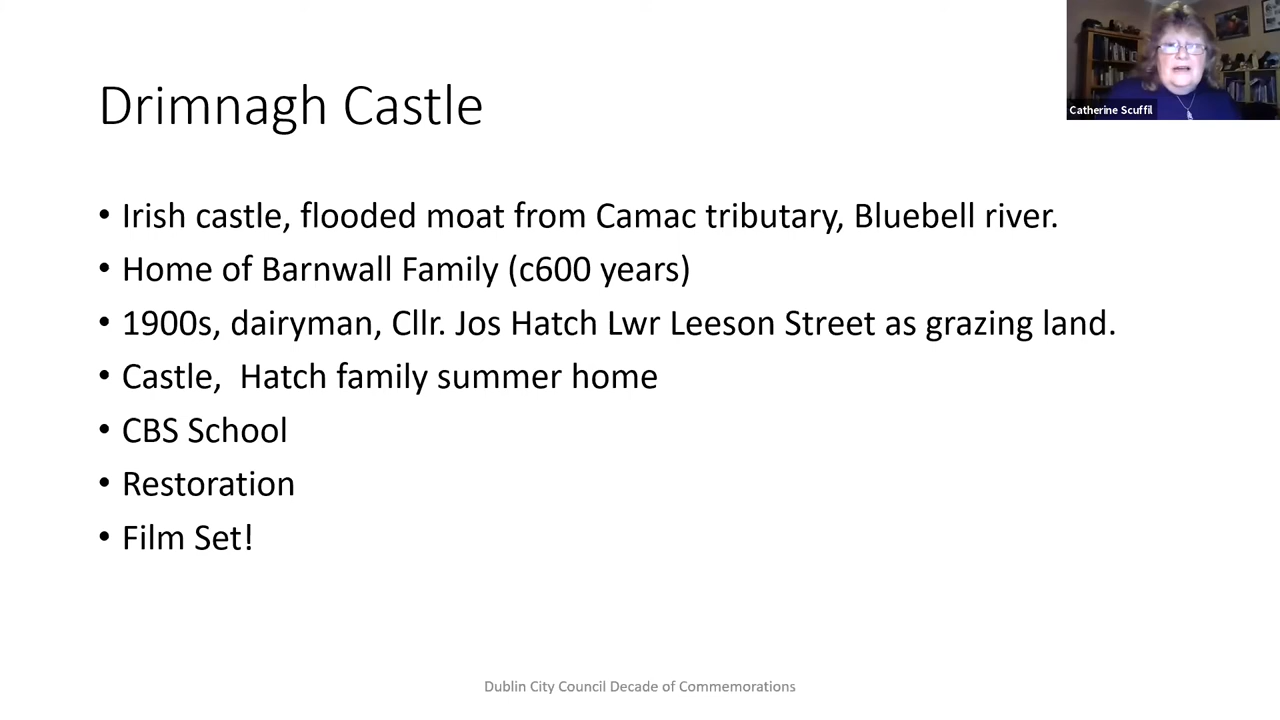 Drimnagh Castle
Catherine Scuffil
• Irish castle, flooded moat from Camac tributary, Bluebell river.
• Home of Barnwall Family (c600 years)
• 1900s, dairyman, Cllr. Jos Hatch Lwr Leeson Street as grazing land.
• Castle,  Hatch family summer home
• CBS School
• Restoration
• Film Set!
Dublin City Council Decade of Commemorations